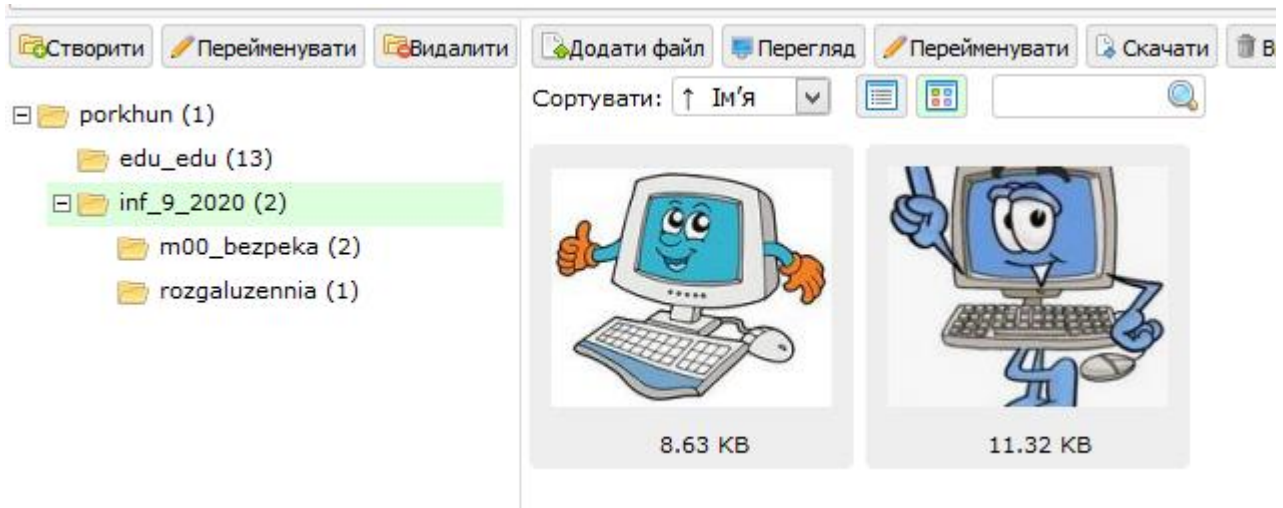 Створити Перейменувати Видалити Додати файл Перегляд Перейменувати Скачати В
Сортувати: ↑ Ім'я
porkhun (1)
edu_edu (13)
inf_9_2020 (2)
m00_bezpeka (2)
rozgaluzennia (1)
8.63 KB 11.32 KB